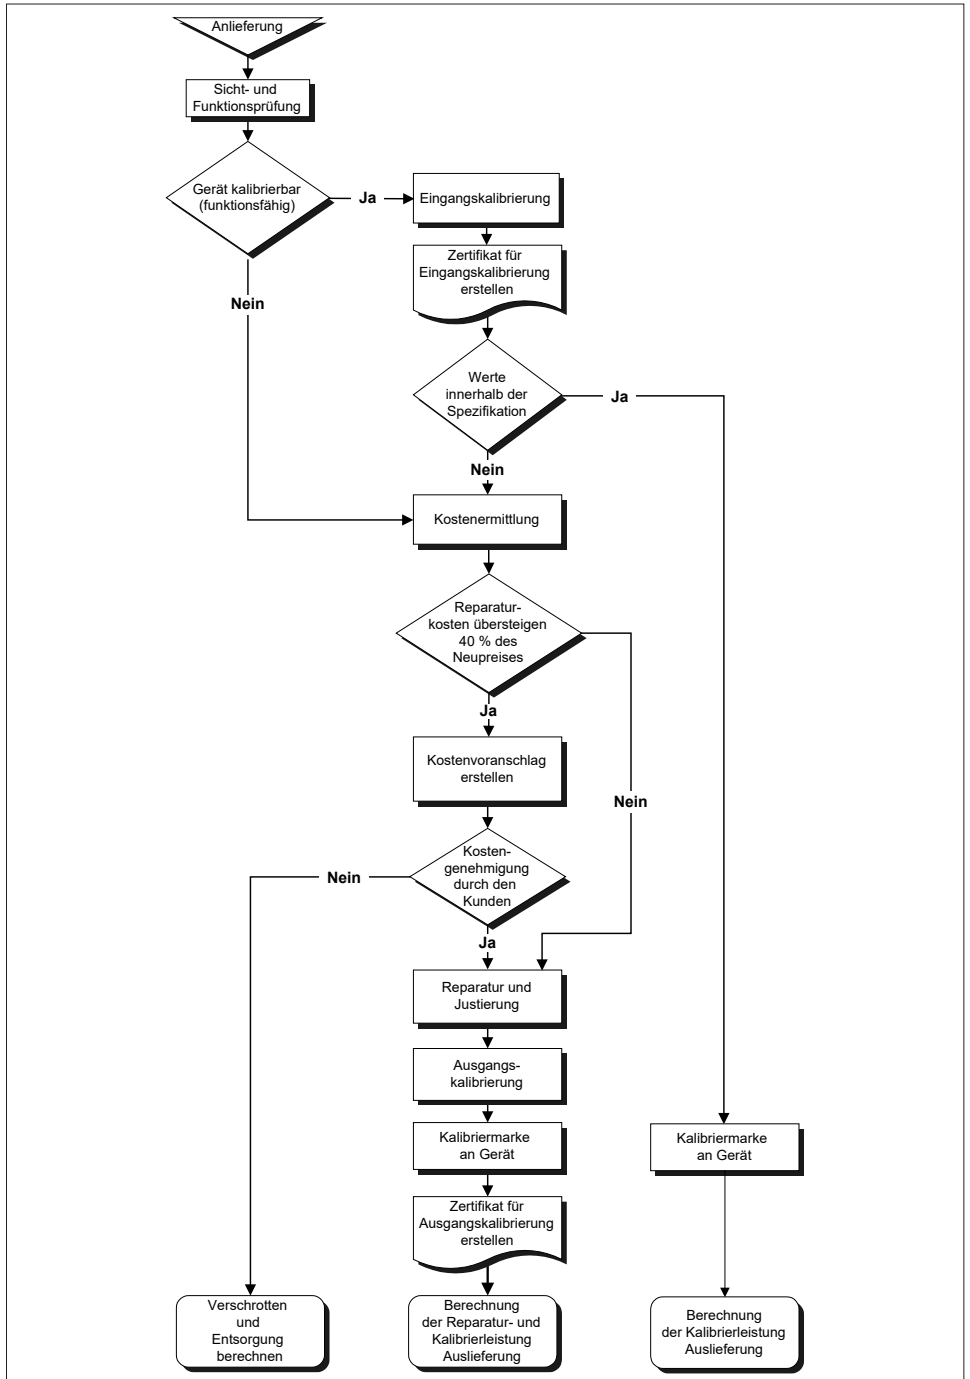 Anlieferung
Sicht- und
Funktionsprüfung
Gerät kalibrierbar
(funktionsfähig)
Ja
Eingangskalibrierung
Zertifikat für
Eingangskalibrierung
erstellen
Nein
Werte
innerhalb der
Spezifikation
Ja
Nein
Kostenermittlung
Reparatur-
kosten übersteigen
40 % des
Neupreises
Ja
Kostenvoranschlag
erstellen
Nein
Kosten-
genehmigung
durch den
Kunden
Nein
Ja
Reparatur und
Justierung
Ausgangs-
kalibrierung
Kalibriermarke
an Gerät
Kalibriermarke
an Gerät
Zertifikat für
Ausgangskalibrierung
erstellen
Verschrotten
und
Entsorgung
berechnen
Berechnung
der Reparatur- und
Kalibrierleistung
Auslieferung
Berechnung
der Kalibrierleistung
Auslieferung